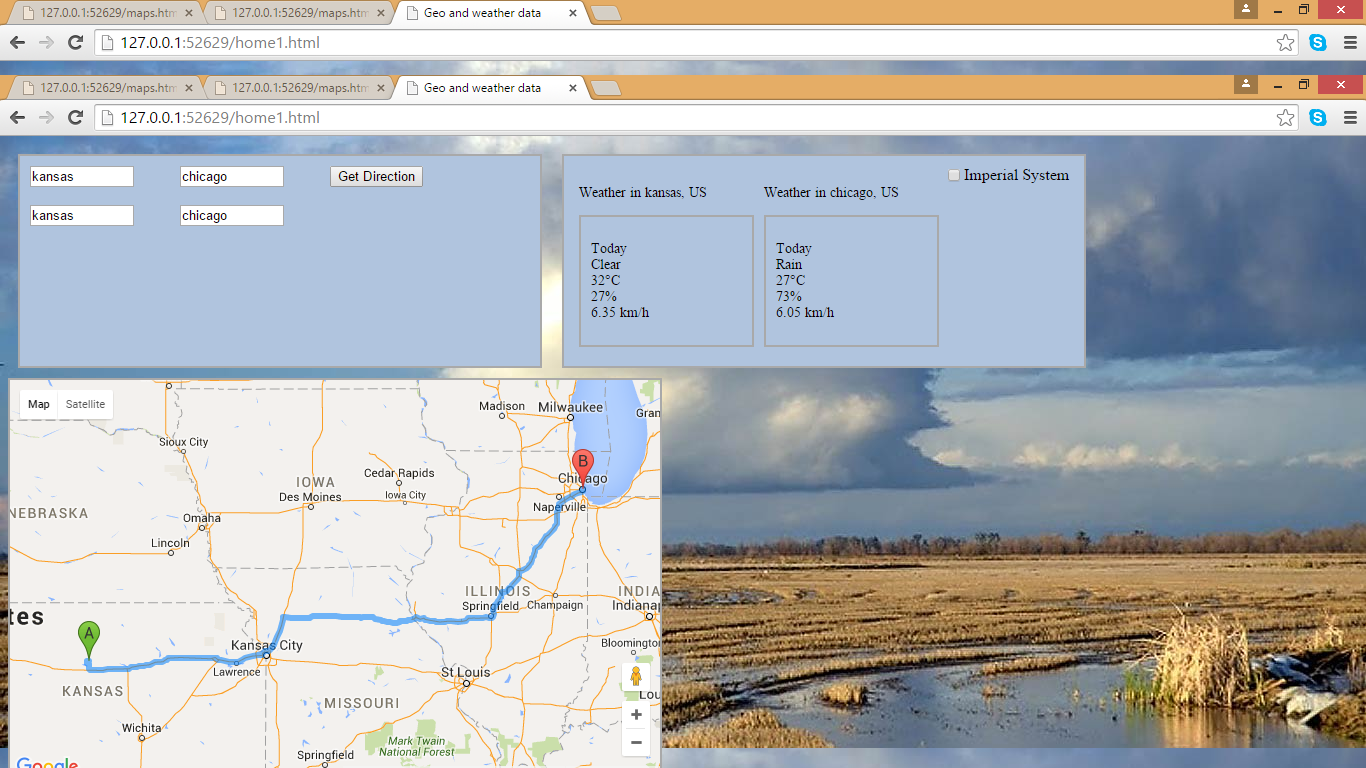 127.0.0.1:52629/maps.htm 127.0.0.1:52629/maps.htm Geo and weather data
127.0.0.1:52629/home1.html
127.0.0.1:52629/maps.htm 127.0.0.1:52629/maps.htm Geo and weather data
127.0.0.1:52629/home1.html
kansas chicago Get Direction
kansas chicago
Imperial System
Weather in kansas, US Weather in chicago, US
Today
Clear
32°C
27%
6.35 km/h
Today
Rain
27°C
73%
6.05 km/h
Map Satellite
Madison
Milwaukee
Gran
Sioux City
B
Cedar Rapids
Chicago
IOWA
Des Moines
Iowa City
Naperville
NEBRASKA
Omaha
Lincoln
ILLINOIS
INDIA
Springfield
Champaign
Indianap
tes
A
Kansas City
Bloomington
Lawrence
St Louis
KANSAS
Lou
MISSOURI
Wichita
Mark Twain
National Forest
Springfield
Google